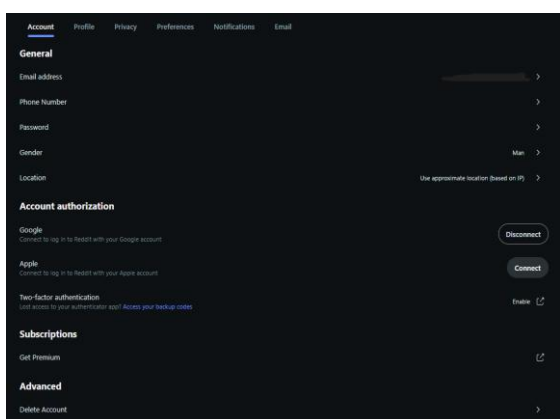 Account Profile Privacy Preferences Notifications Email
General
Email address
Phone Number
Password
Gender Man
Location Use approximate location (based on IP)
Account authorization
Google
Connect to log in to Reddit with your Google account
Disconnect
Apple
Connect to log in to Reddit with your Apple account
Connect
Two-factor authentication
Lost access to your authenticator app? Access your backup codes
Enable
Subscriptions
Get Premium
Advanced
Delete Account